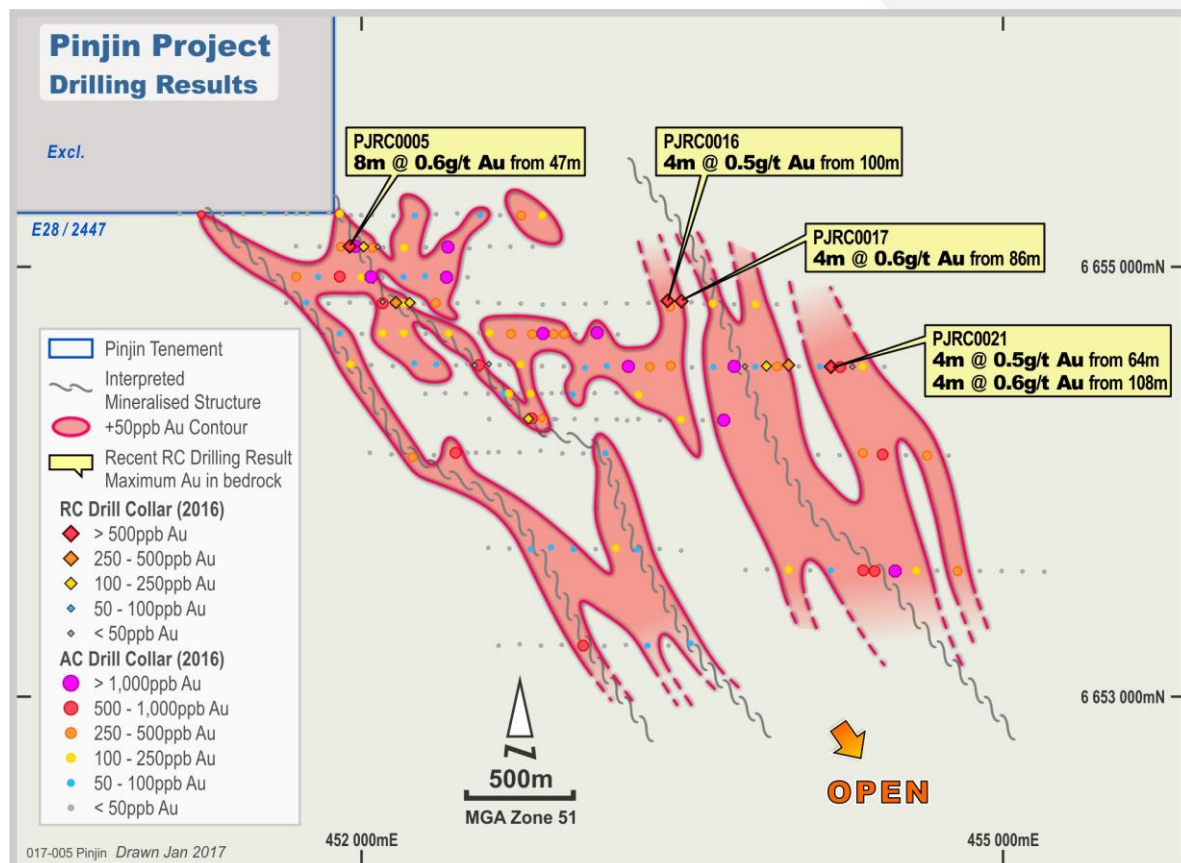 Pinjin Project
Drilling Results
Excl.
E28 / 2447
PJRC0005
8m @ 0.6g/t Au from 47m
PJRC0016
4m @ 0.5g/t Au from 100m
PJRC0017
4m @ 0.6g/t Au from 86m
6 655 000mN
PJRC0021
4m @ 0.5g/t Au from 64m
4m @ 0.6g/t Au from 108m
Pinjin Tenement
Interpreted
Mineralised Structure
+50ppb Au Contour
Recent RC Drilling Result
Maximum Au in bedrock
RC Drill Collar (2016)
> 500ppb Au
250 - 500ppb Au
100 - 250ppb Au
50 - 100ppb Au
< 50ppb Au
AC Drill Collar (2016)
> 1,000ppb Au
500 - 1,000ppb Au
250 - 500ppb Au
100 - 250ppb Au
50 - 100ppb Au
< 50ppb Au
6 653 000mN
N
500m
MGA Zone 51
OPEN
452 000mE
455 000mE
017-005 Pinjin Drawn Jan 2017